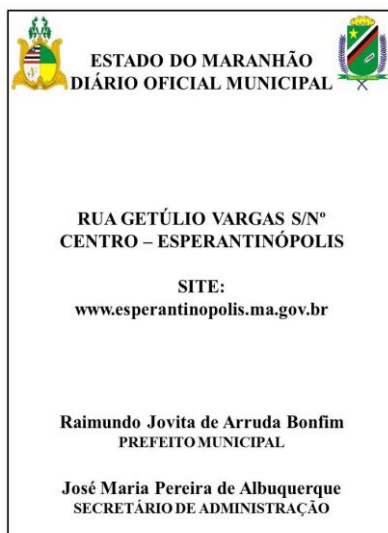 ESTADO DO MARANHÃO
DIÁRIO OFICIAL MUNICIPAL
RUA GETÚLIO VARGAS S/Nº
CENTRO – ESPERANTINÓPOLIS
SITE:
www.esperantinopolis.ma.gov.br
Raimundo Jovita de Arruda Bonfim
PREFEITO MUNICIPAL
José Maria Pereira de Albuquerque
SECRETÁRIO DE ADMINISTRAÇÃO